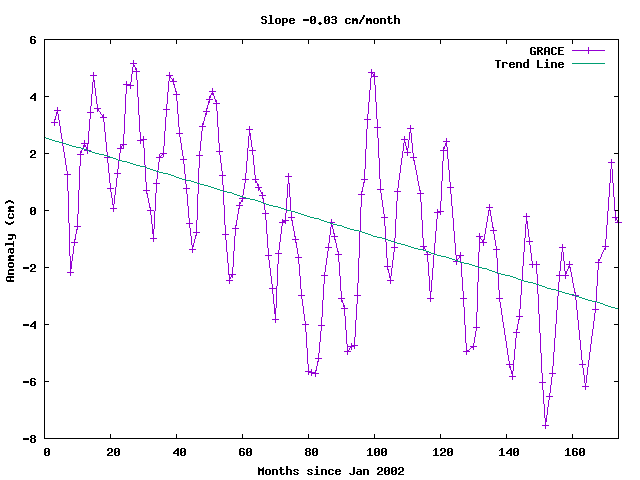 Slope -0.03 cm/month
GRACE
Trend Line
6
4
2
0
-2
-4
-6
-8
Anomaly (cm)
0 20 40 60 80 100 120 140 160
Months since Jan 2002